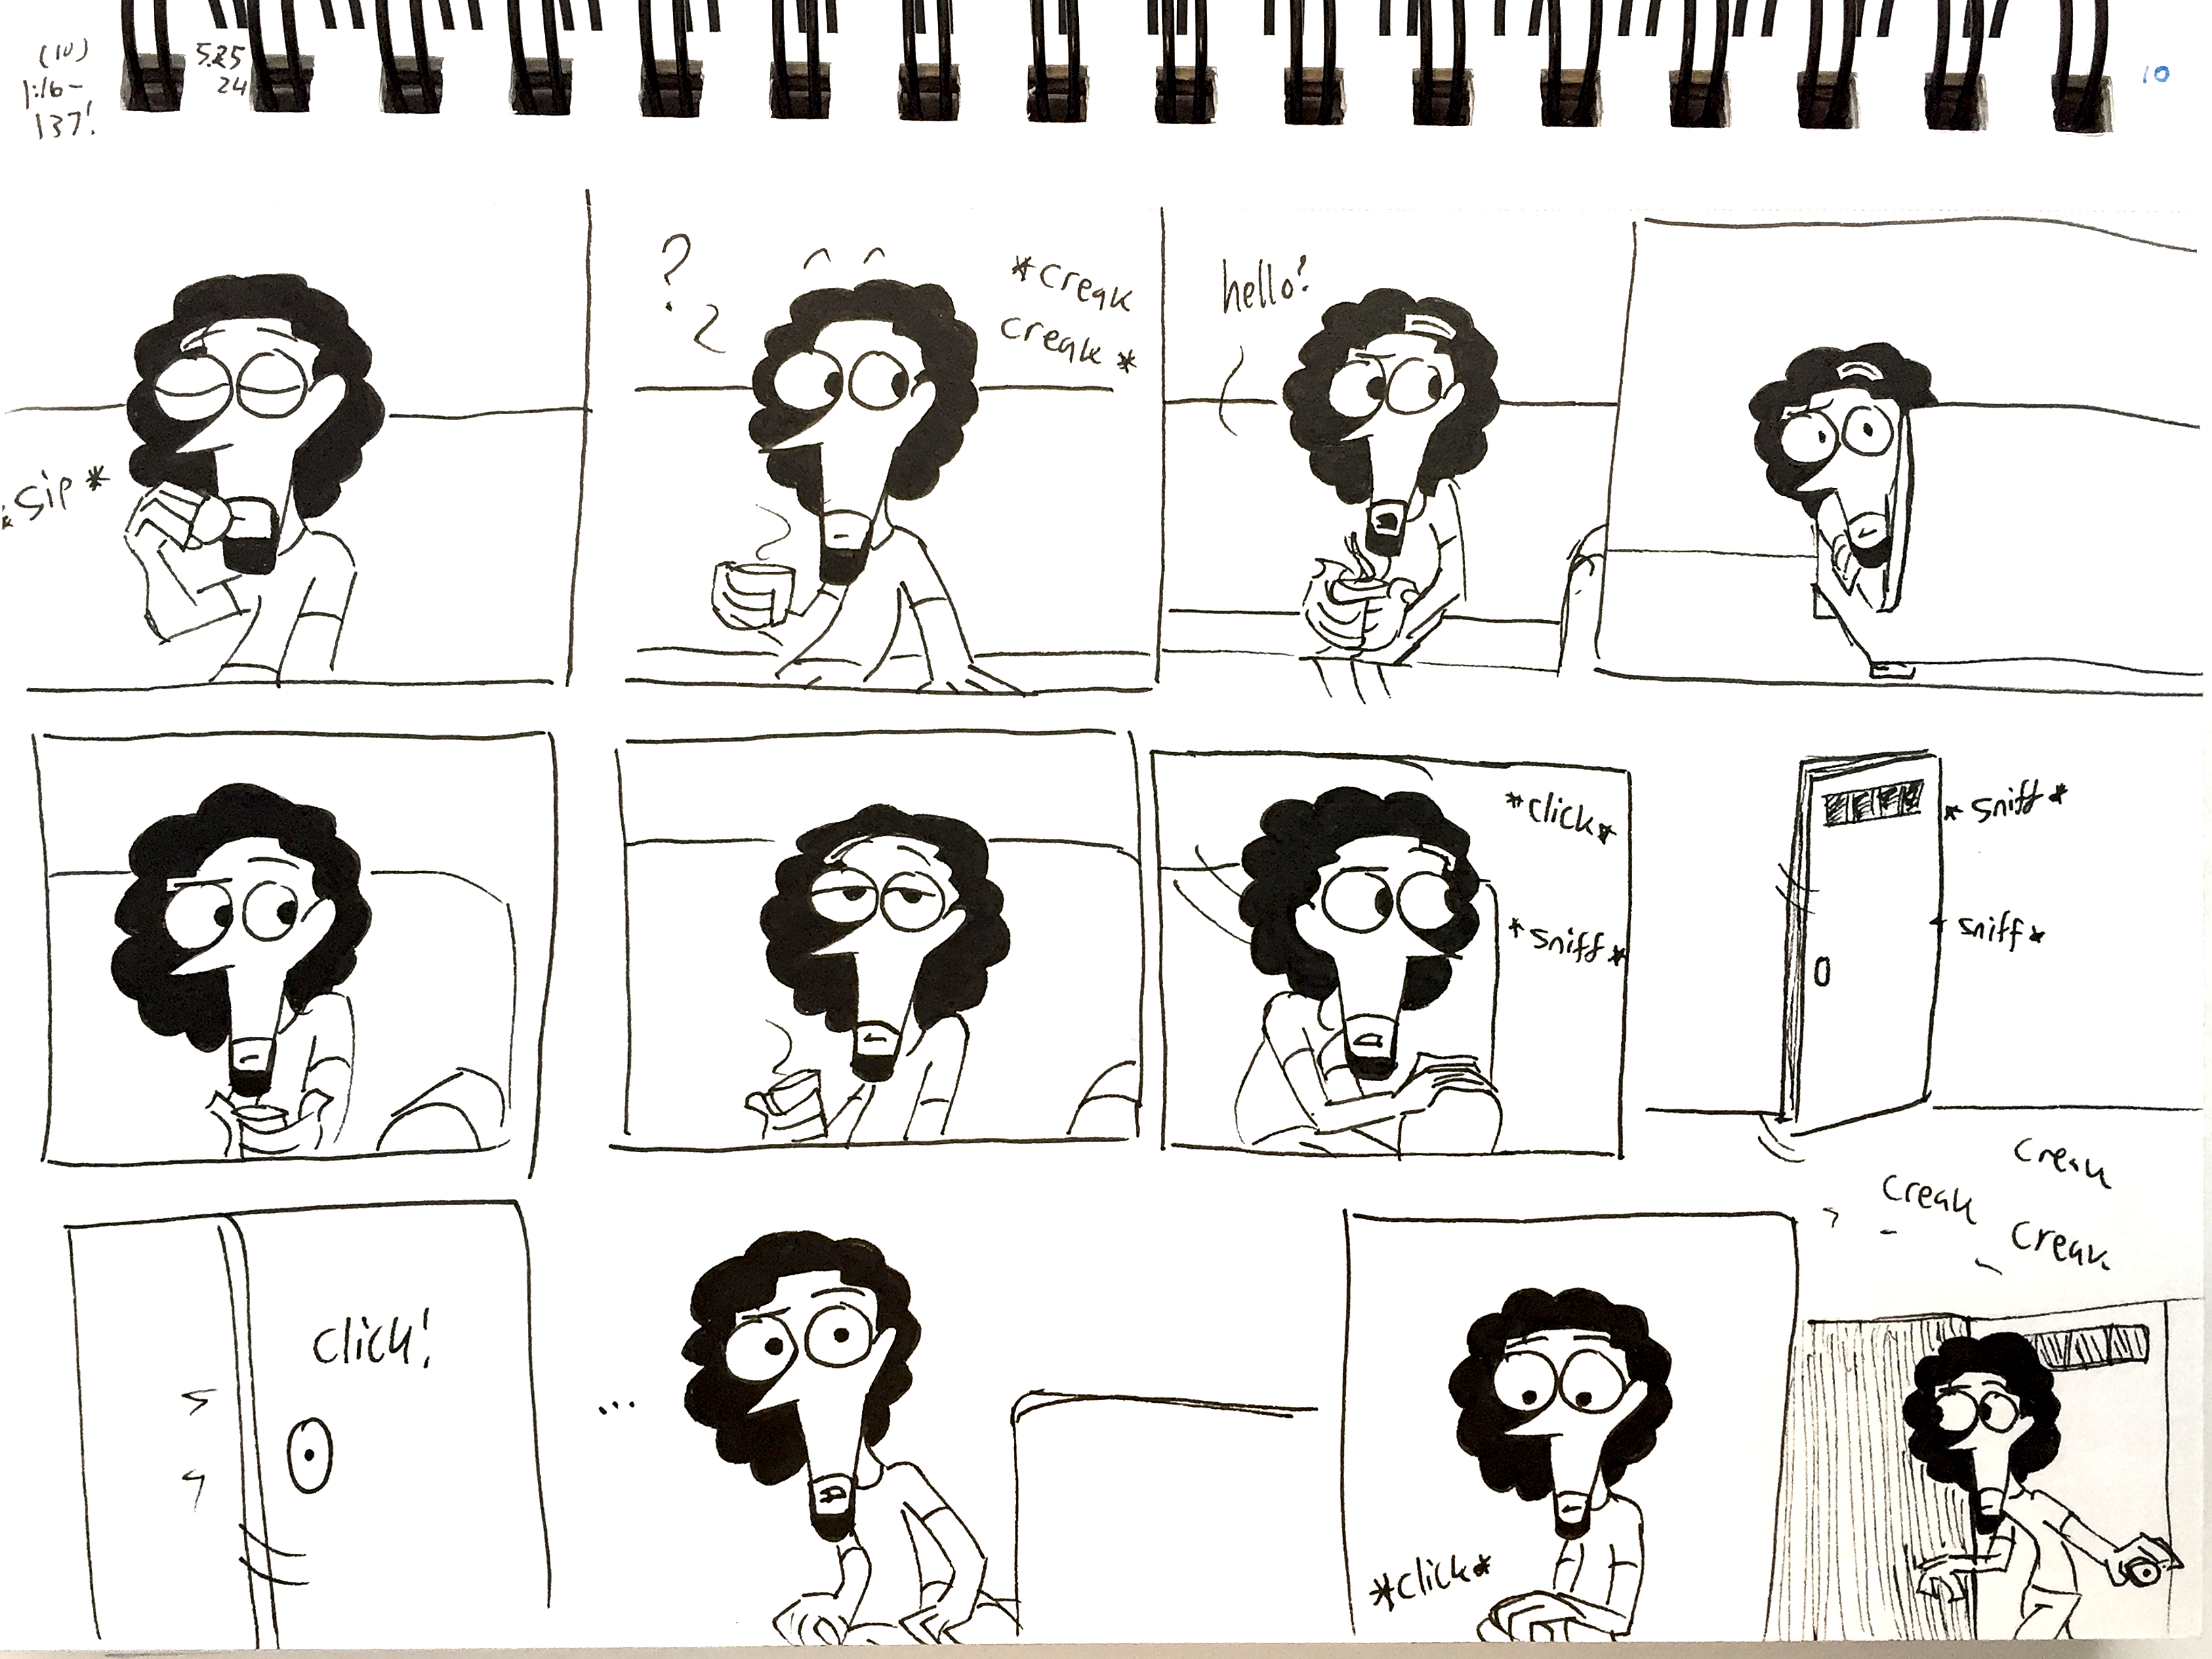 (10)
1:16-
137!
5.25
24
10
*sip*
?
*creak
creak*
hello?
*click*
*sniff*
*sniff*
*sniff*
click!
...
*click*
creak
creak
creak